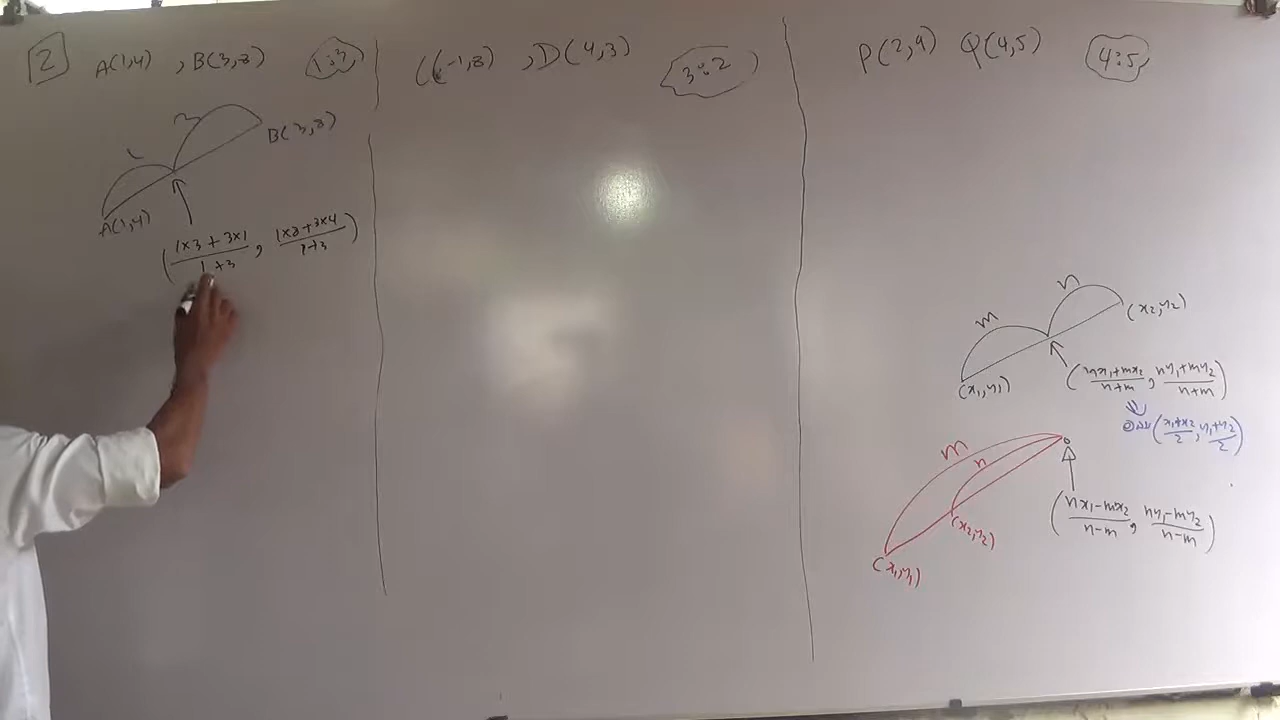 2 A(1,4) , B(3,8) 1:3
1
3
B(3,8)
A(1,4)
(1×3+3×1/1+3 , 1×8+3×4/1+3)
C(-1,8) , D(4,3) 3:2
P(2,4) Q(4,5) 4:5
m
n
(x₂,y₂)
(x₁,y₁)
(nx₁+mx₂/n+m , ny₁+my₂/n+m)
(x₁+x₂/2 , y₁+y₂/2)
m
n
(x₂,y₂)
(x₁,y₁)
(nx₁-mx₂/n-m , ny₁-my₂/n-m)